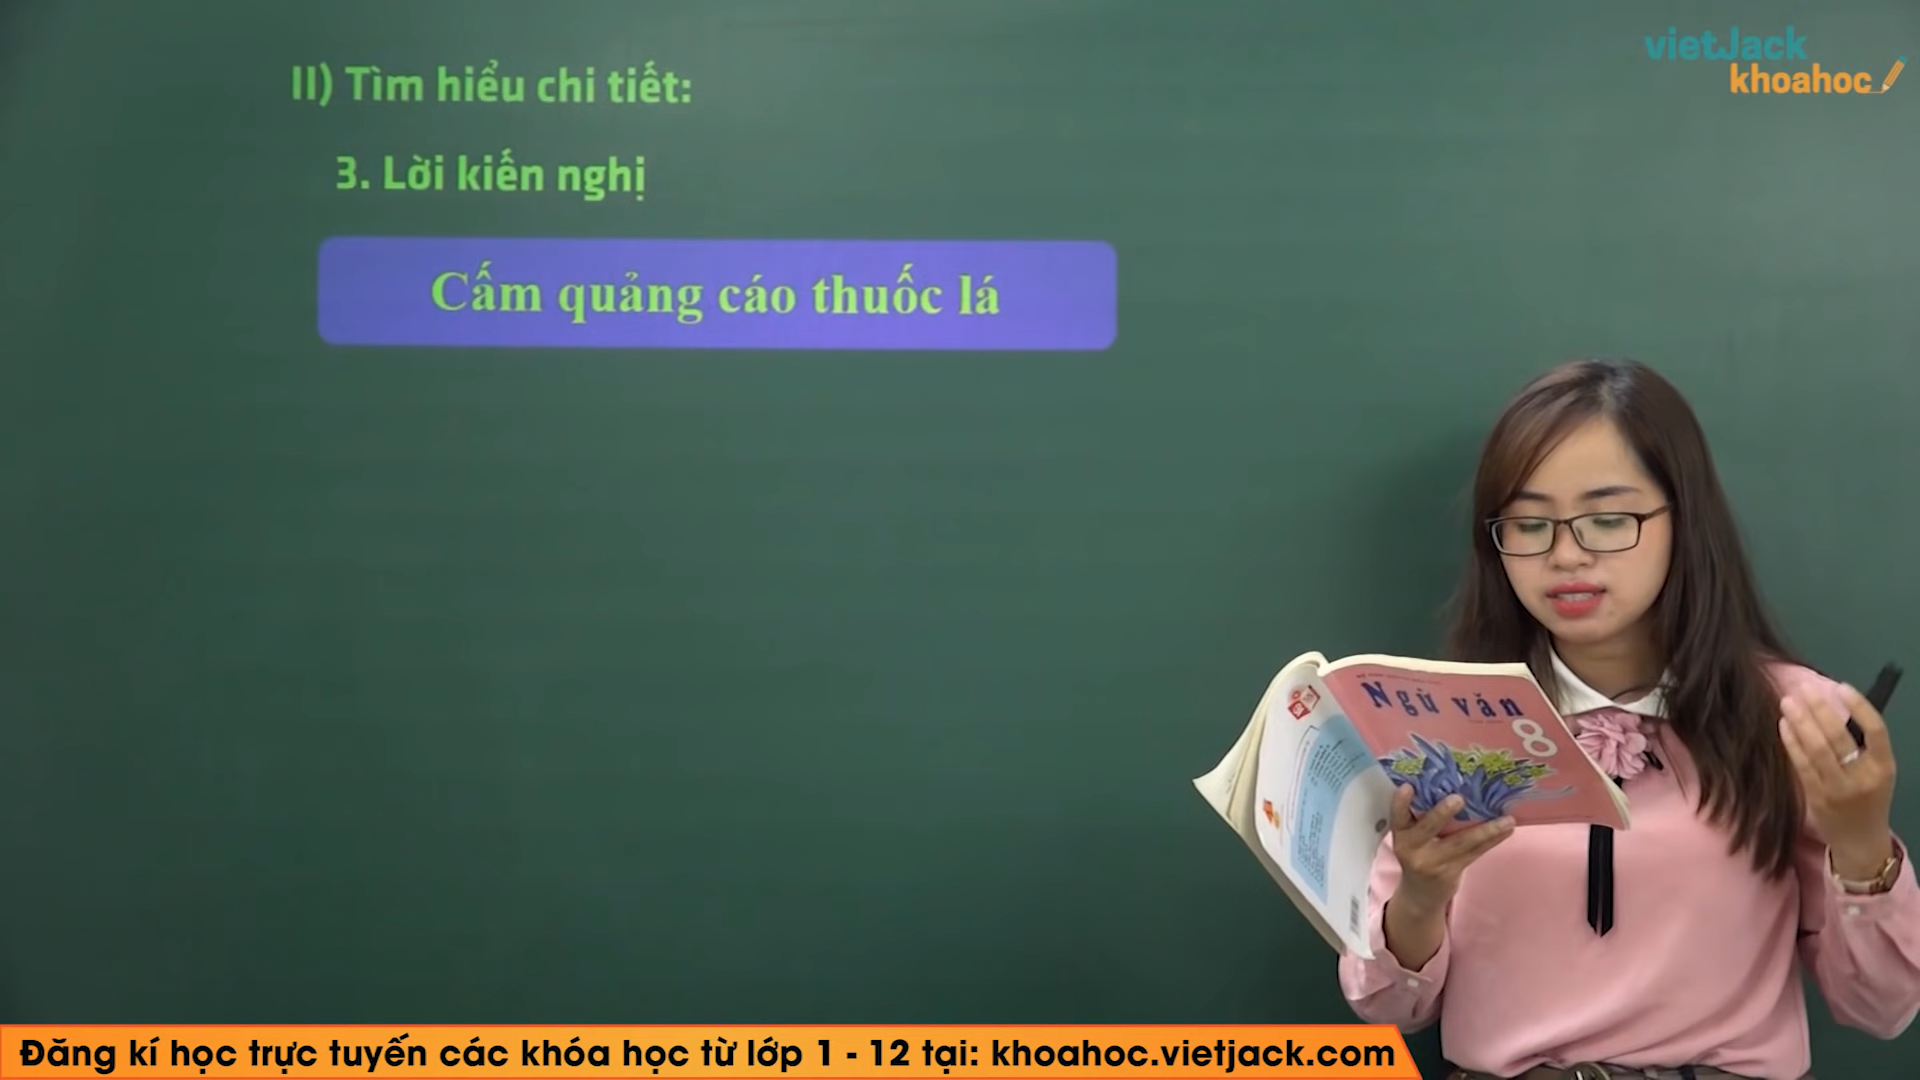 vietJack
khoahoc
II) Tìm hiểu chi tiết:
3. Lời kiến nghị
Cấm quảng cáo thuốc lá
Ngữ văn
8
Đăng kí học trực tuyến các khóa học từ lớp 1 - 12 tại: khoahoc.vietjack.com